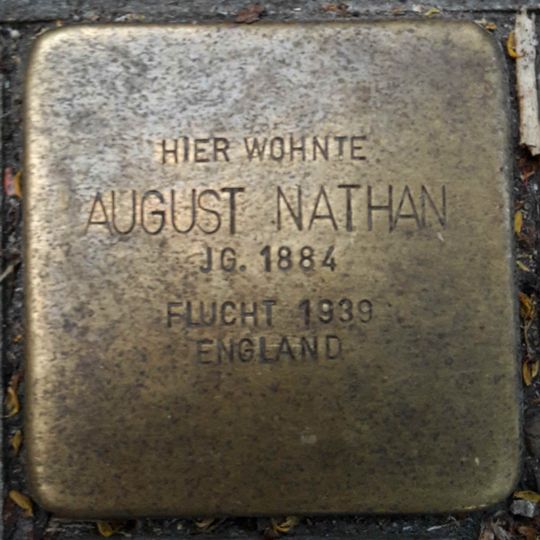 HIER WOHNTE
AUGUST NATHAN
JG. 1884
FLUCHT 1939
ENGLAND